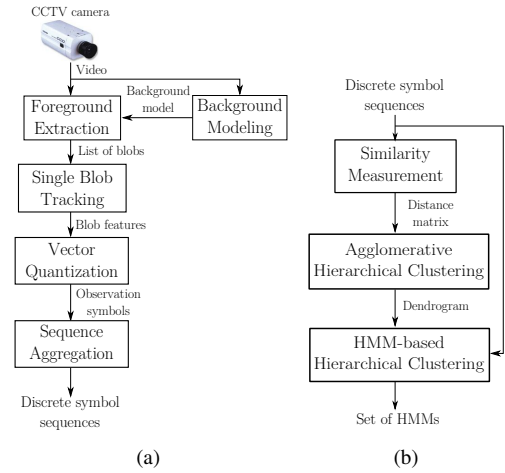 CCTV camera
Video
Background
model
Foreground
Extraction
Background
Modeling
List of blobs
Single Blob
Tracking
Blob features
Vector
Quantization
Observation
symbols
Sequence
Aggregation
Discrete symbol
sequences
(a)
Discrete symbol
sequences
Similarity
Measurement
Distance
matrix
Agglomerative
Hierarchical Clustering
Dendrogram
HMM-based
Hierarchical Clustering
Set of HMMs
(b)